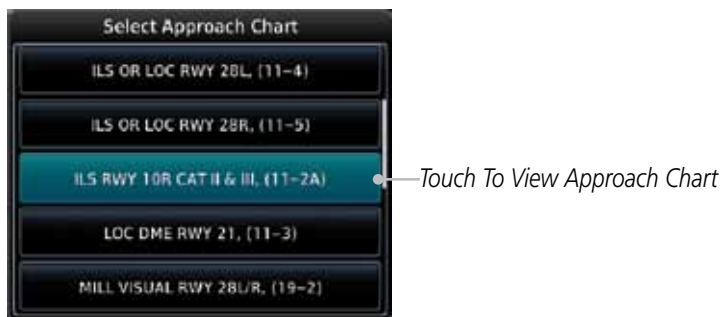 Select Approach Chart
ILS OR LOC RWY 28L, (11-4)
ILS OR LOC RWY 28R, (11-5)
ILS RWY 10R CAT II & III, (11-2A)
Touch To View Approach Chart
LOC DME RWY 21, (11-3)
MILL VISUAL RWY 28L/R, (19-2)